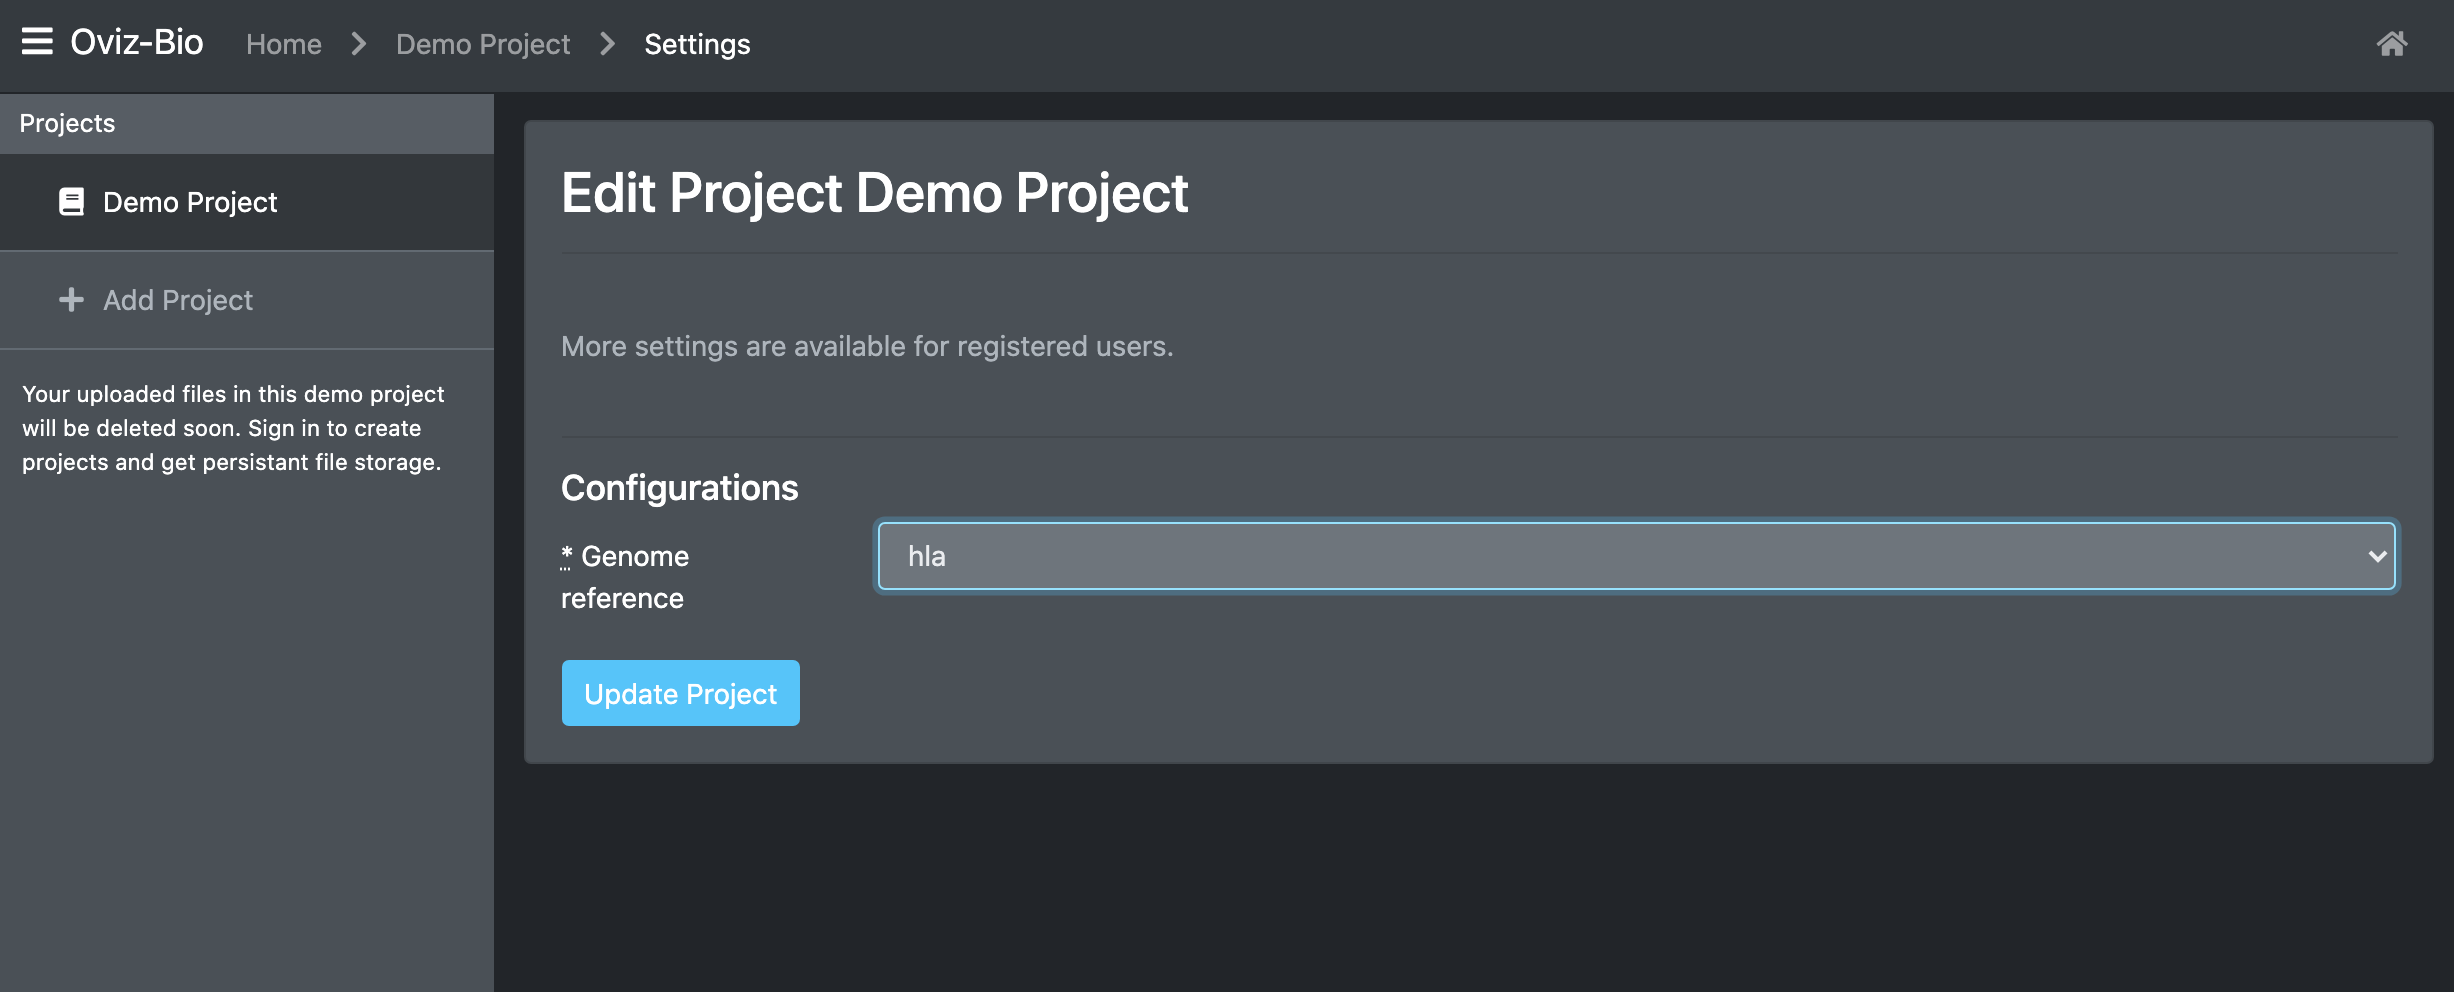 Oviz-Bio
Home
Demo Project
Settings
Projects
Demo Project
Add Project
Your uploaded files in this demo project
will be deleted soon. Sign in to create
projects and get persistant file storage.
Edit Project Demo Project
More settings are available for registered users.
Configurations
* Genome
reference
hla
Update Project